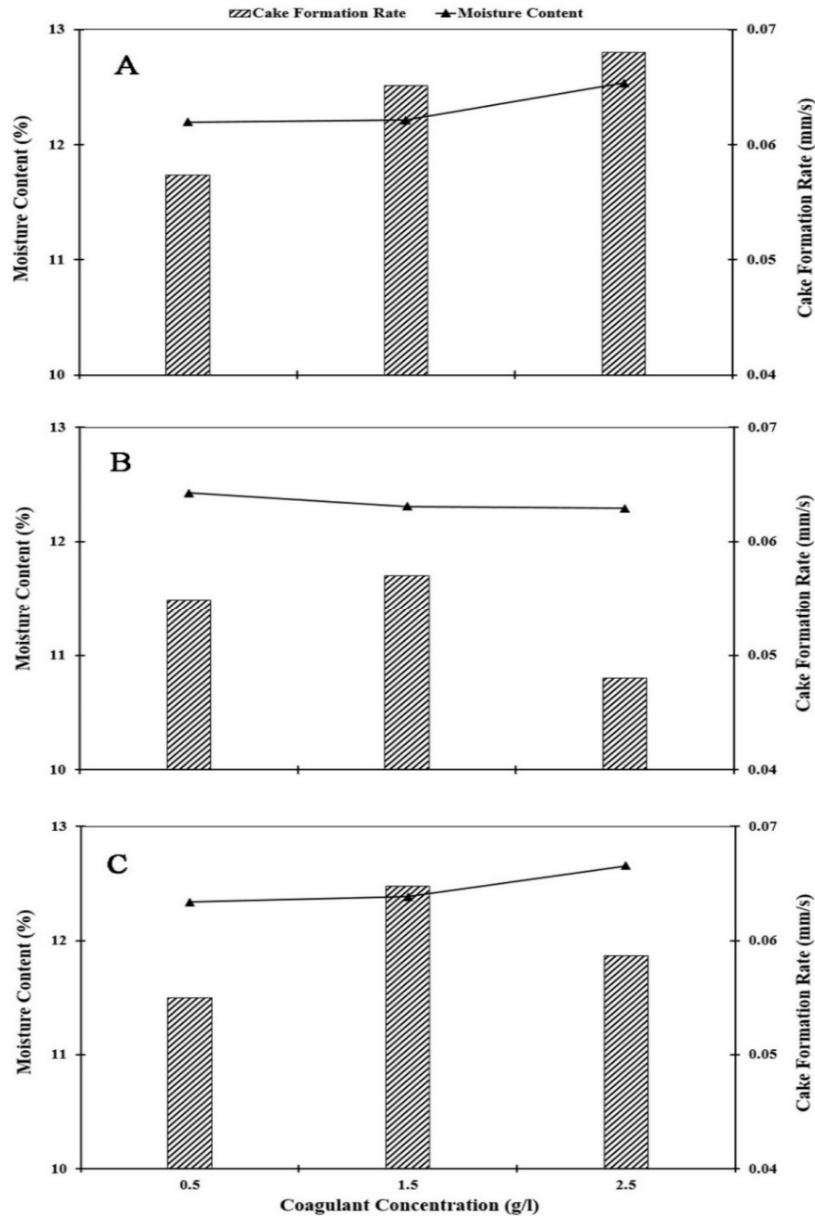 Cake Formation Rate Moisture Content
A
13
12
11
10
Moisture Content (%)
0.07
0.06
0.05
0.04
Cake Formation Rate (mm/s)
B
13
12
11
10
Moisture Content (%)
0.07
0.06
0.05
0.04
Cake Formation Rate (mm/s)
C
13
12
11
10
Moisture Content (%)
0.07
0.06
0.05
0.04
Cake Formation Rate (mm/s)
0.5 1.5 2.5
Coagulant Concentration (g/l)